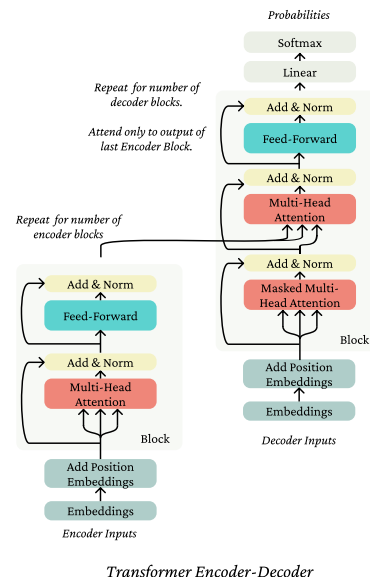 Probabilities
Softmax
Linear
Repeat for number of
decoder blocks.
Add & Norm
Attend only to output of
last Encoder Block.
Feed-Forward
Add & Norm
Multi-Head
Attention
Repeat for number of
encoder blocks
Add & Norm
Masked Multi-
Head Attention
Block
Add Position
Embeddings
Embeddings
Decoder Inputs
Add & Norm
Feed-Forward
Add & Norm
Multi-Head
Attention
Block
Add Position
Embeddings
Embeddings
Encoder Inputs
Transformer Encoder-Decoder